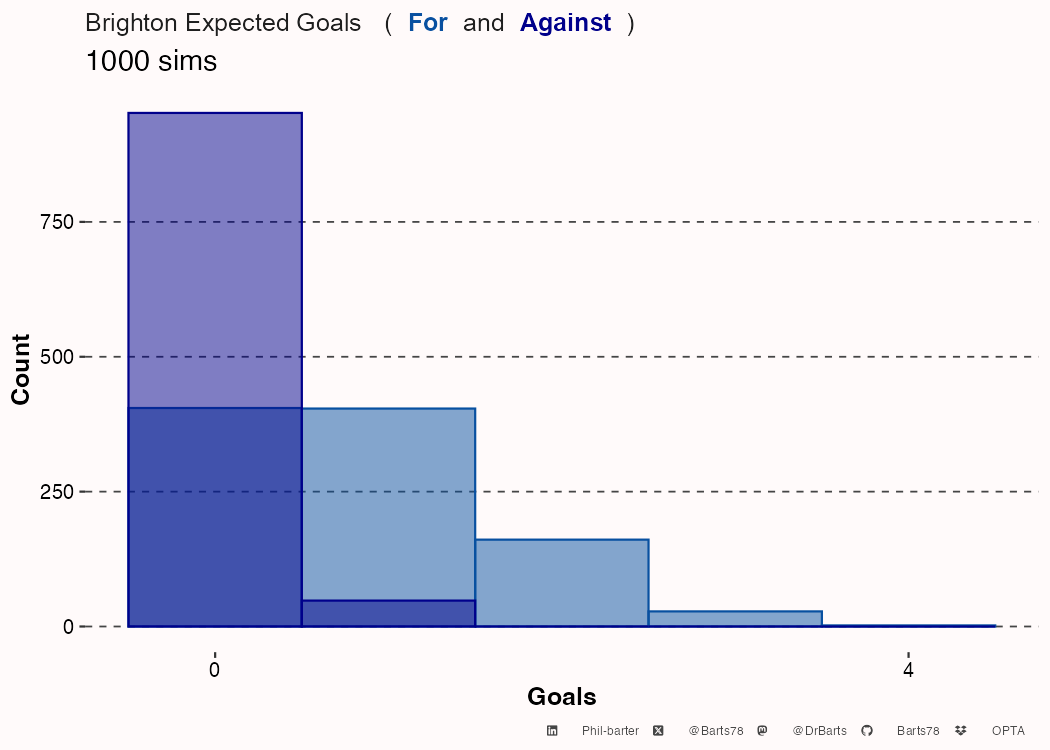 Brighton Expected Goals ( For and Against )
1000 sims
Count
750
500
250
0
0 4
Goals
Phil-barter @Barts78 @DrBarts Barts78 OPTA